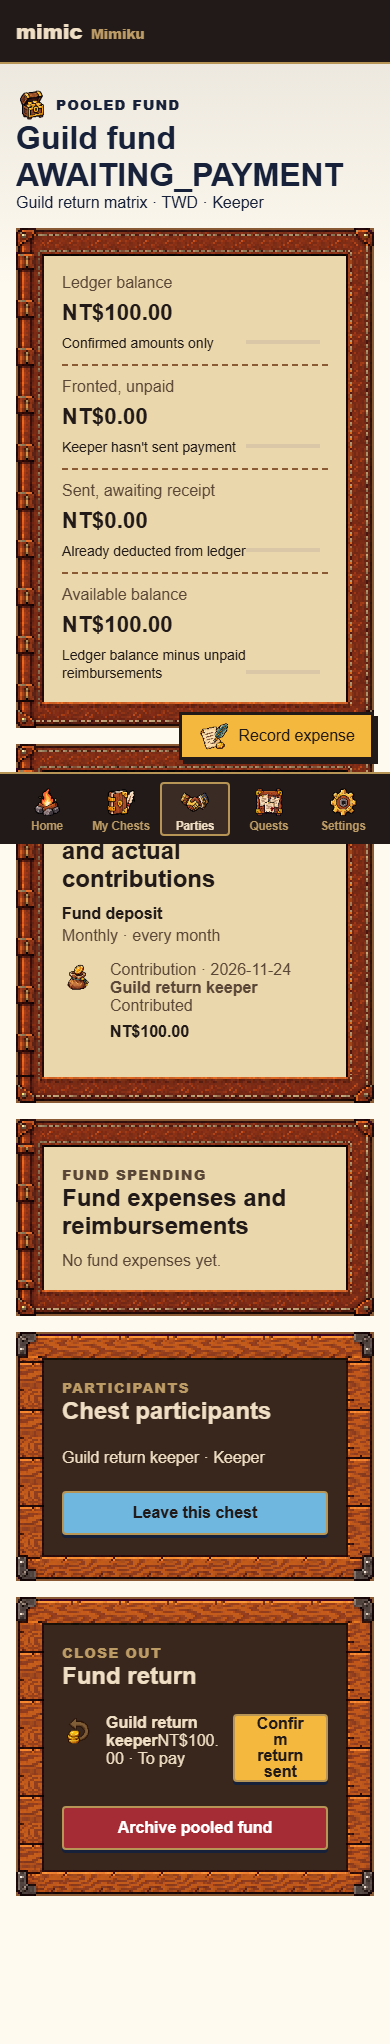 mimic Mimiku
POOLED FUND
Guild fund
AWAITING_PAYMENT
Guild return matrix · TWD · Keeper
Ledger balance
NT$100.00
Confirmed amounts only
Fronted, unpaid
NT$0.00
Keeper hasn't sent payment
Sent, awaiting receipt
NT$0.00
Already deducted from ledger
Available balance
NT$100.00
Ledger balance minus unpaid
reimbursements
Record expense
Home
My Chests
Parties
Quests
Settings
and actual
contributions
Fund deposit
Monthly · every month
Contribution · 2026-11-24
Guild return keeper
Contributed
NT$100.00
FUND SPENDING
Fund expenses and
reimbursements
No fund expenses yet.
PARTICIPANTS
Chest participants
Guild return keeper · Keeper
Leave this chest
CLOSE OUT
Fund return
Guild return
keeperNT$100.
00 · To pay
Confir
m
return
sent
Archive pooled fund